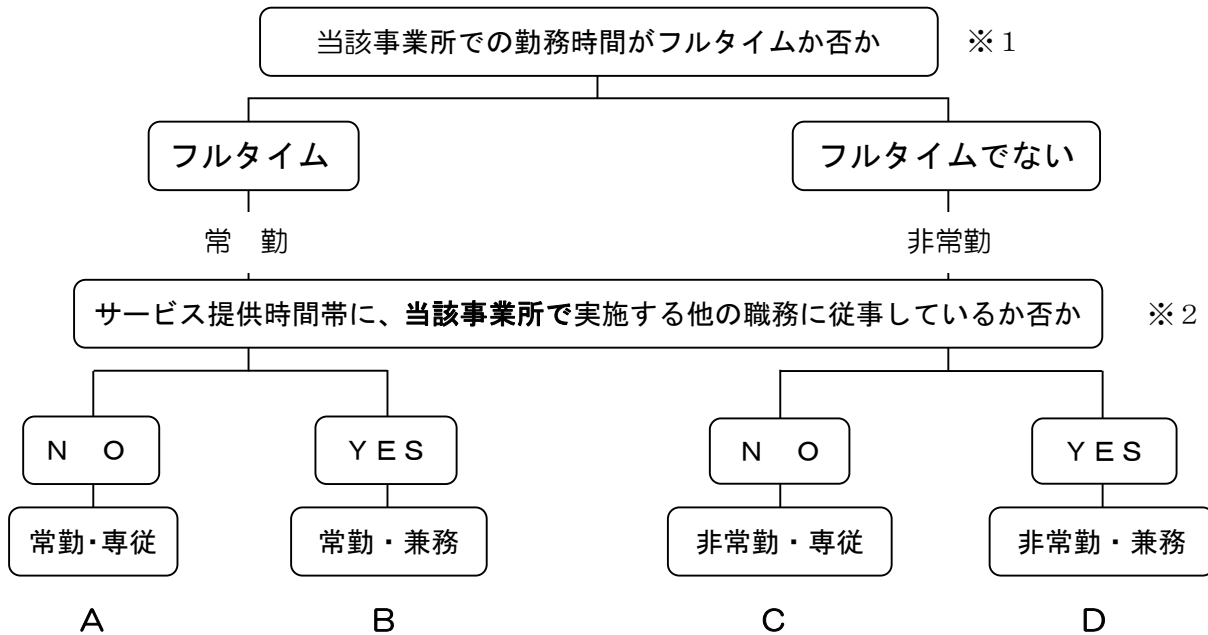 当該事業所での勤務時間がフルタイムか否か ※1
フルタイム フルタイムでない
常 勤 非常勤
サービス提供時間帯に、当該事業所で実施する他の職務に従事しているか否か ※2
N O YES N O YES
常勤・専従 常勤・兼務 非常勤・専従 非常勤・兼務
A B C D